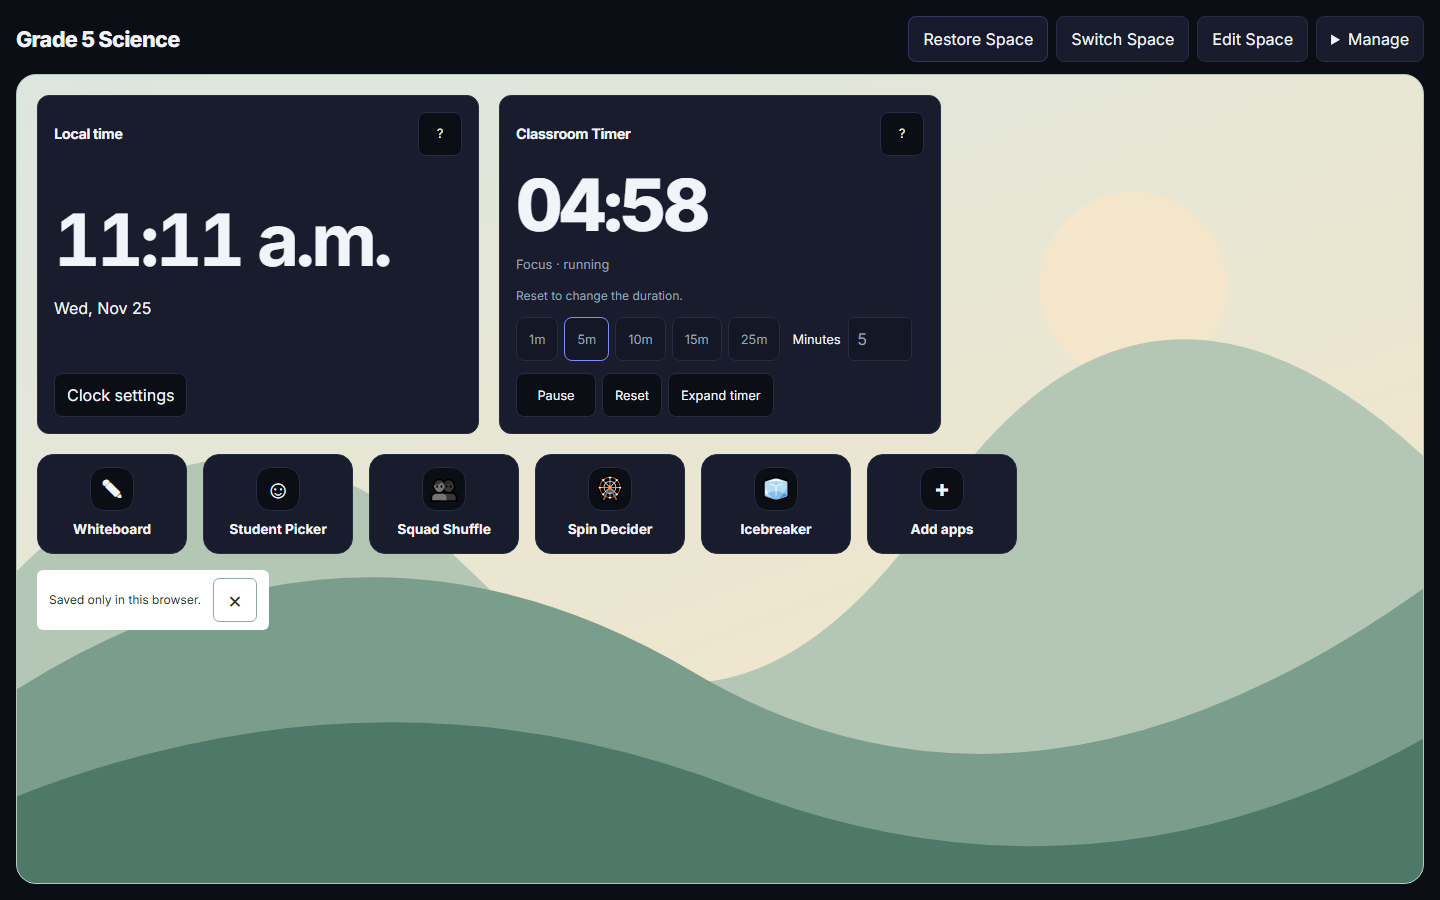 Grade 5 Science
Restore Space
Switch Space
Edit Space
▶ Manage
Local time
?
11:11 a.m.
Wed, Nov 25
Clock settings
Classroom Timer
?
04:58
Focus · running
Reset to change the duration.
1m
5m
10m
15m
25m
Minutes
5
Pause
Reset
Expand timer
Whiteboard
Student Picker
Squad Shuffle
Spin Decider
Icebreaker
+
Add apps
Saved only in this browser.
×